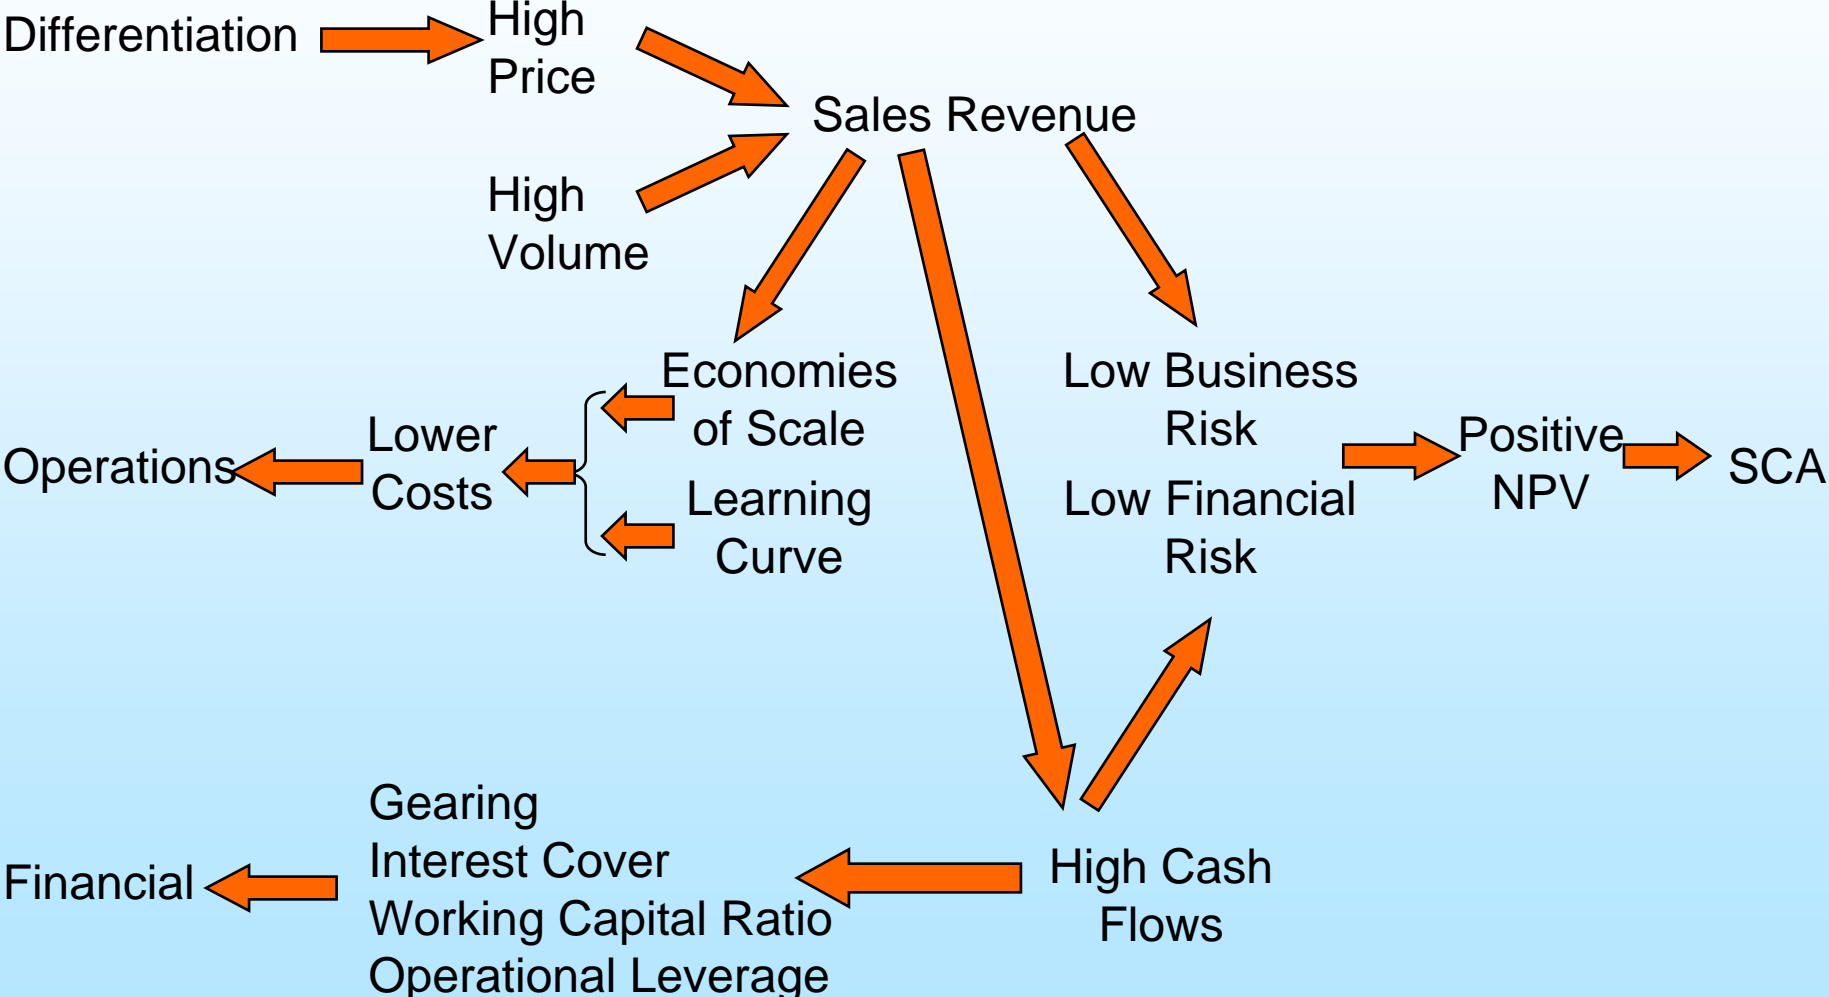 Differentiation
High
Price
Sales Revenue
High
Volume
Economies
of Scale
Low Business
Risk
Operations
Lower
Costs
Learning
Curve
Low Financial
Risk
Positive
NPV
SCA
Gearing
Interest Cover
Working Capital Ratio
Operational Leverage
Financial
High Cash
Flows